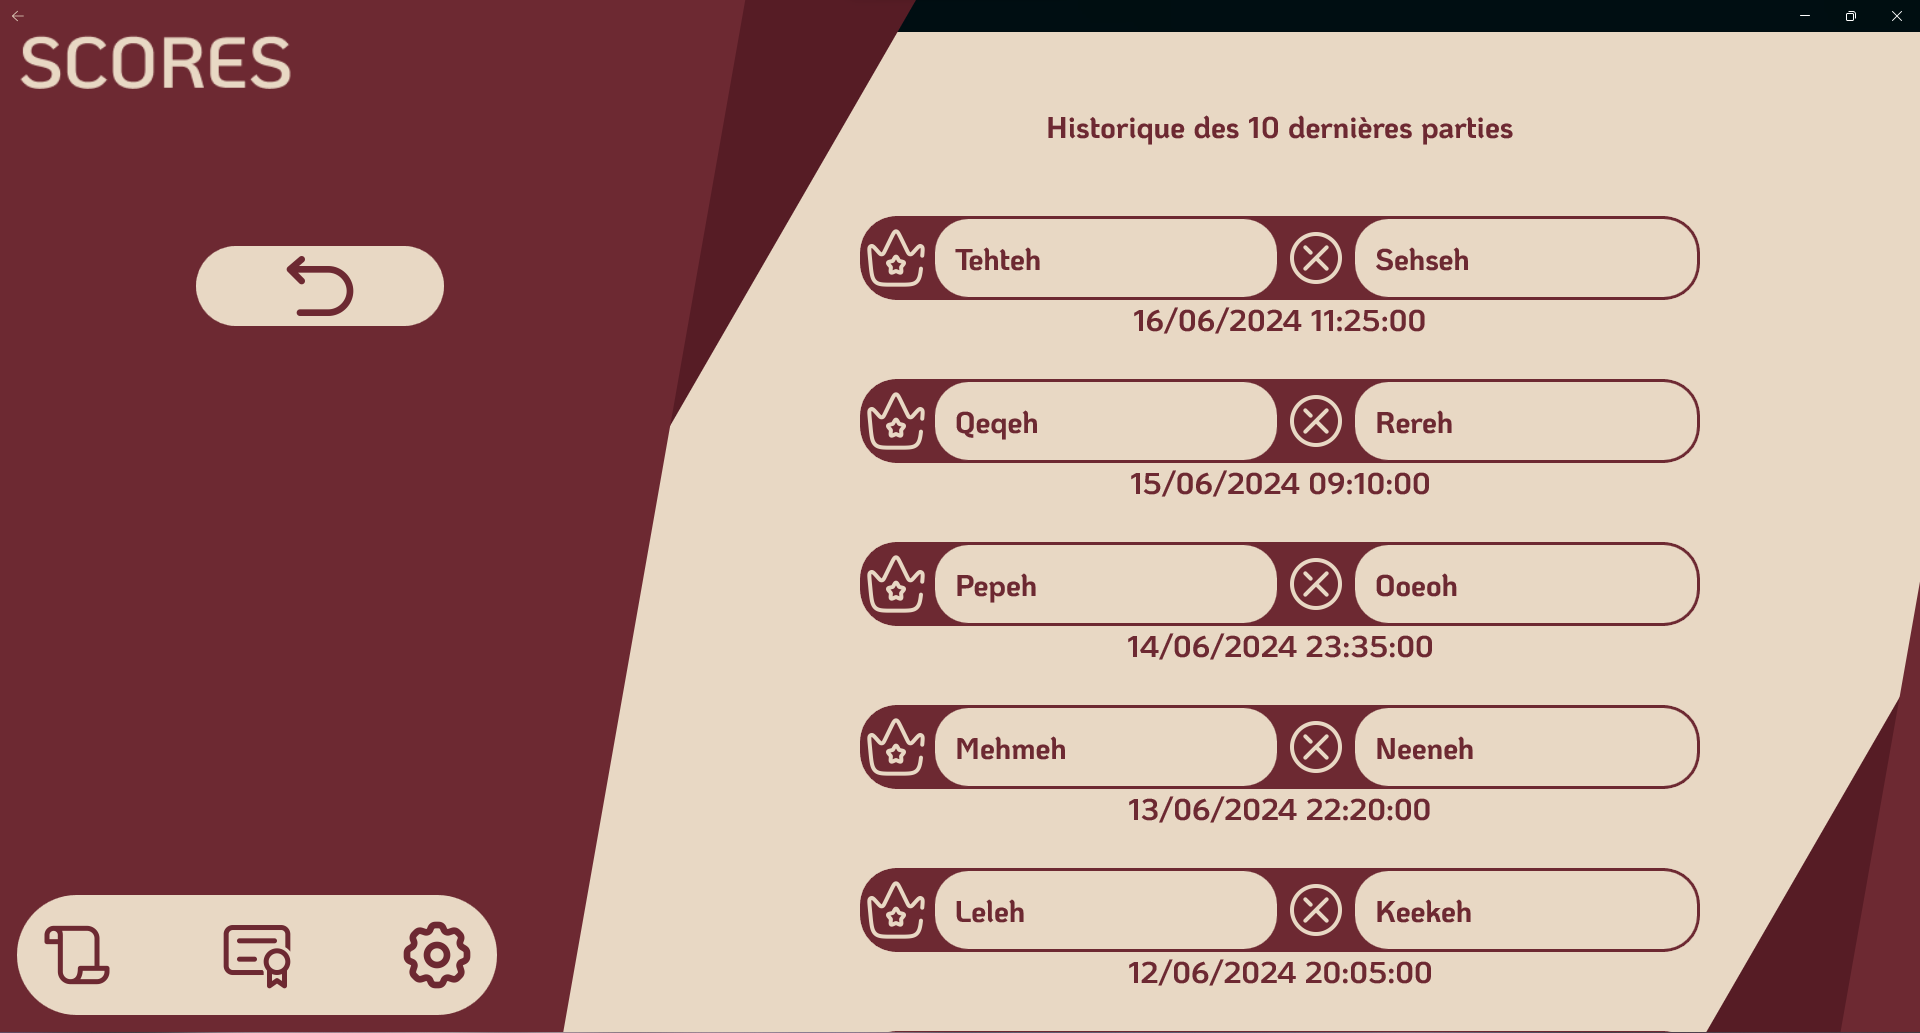 SCORES
Historique des 10 dernières parties
Tehteh Sehseh
16/06/2024 11:25:00
Qeqeh Rereh
15/06/2024 09:10:00
Pepeh Ooeoh
14/06/2024 23:35:00
Mehmeh Neeneh
13/06/2024 22:20:00
Leleh Keekeh
12/06/2024 20:05:00